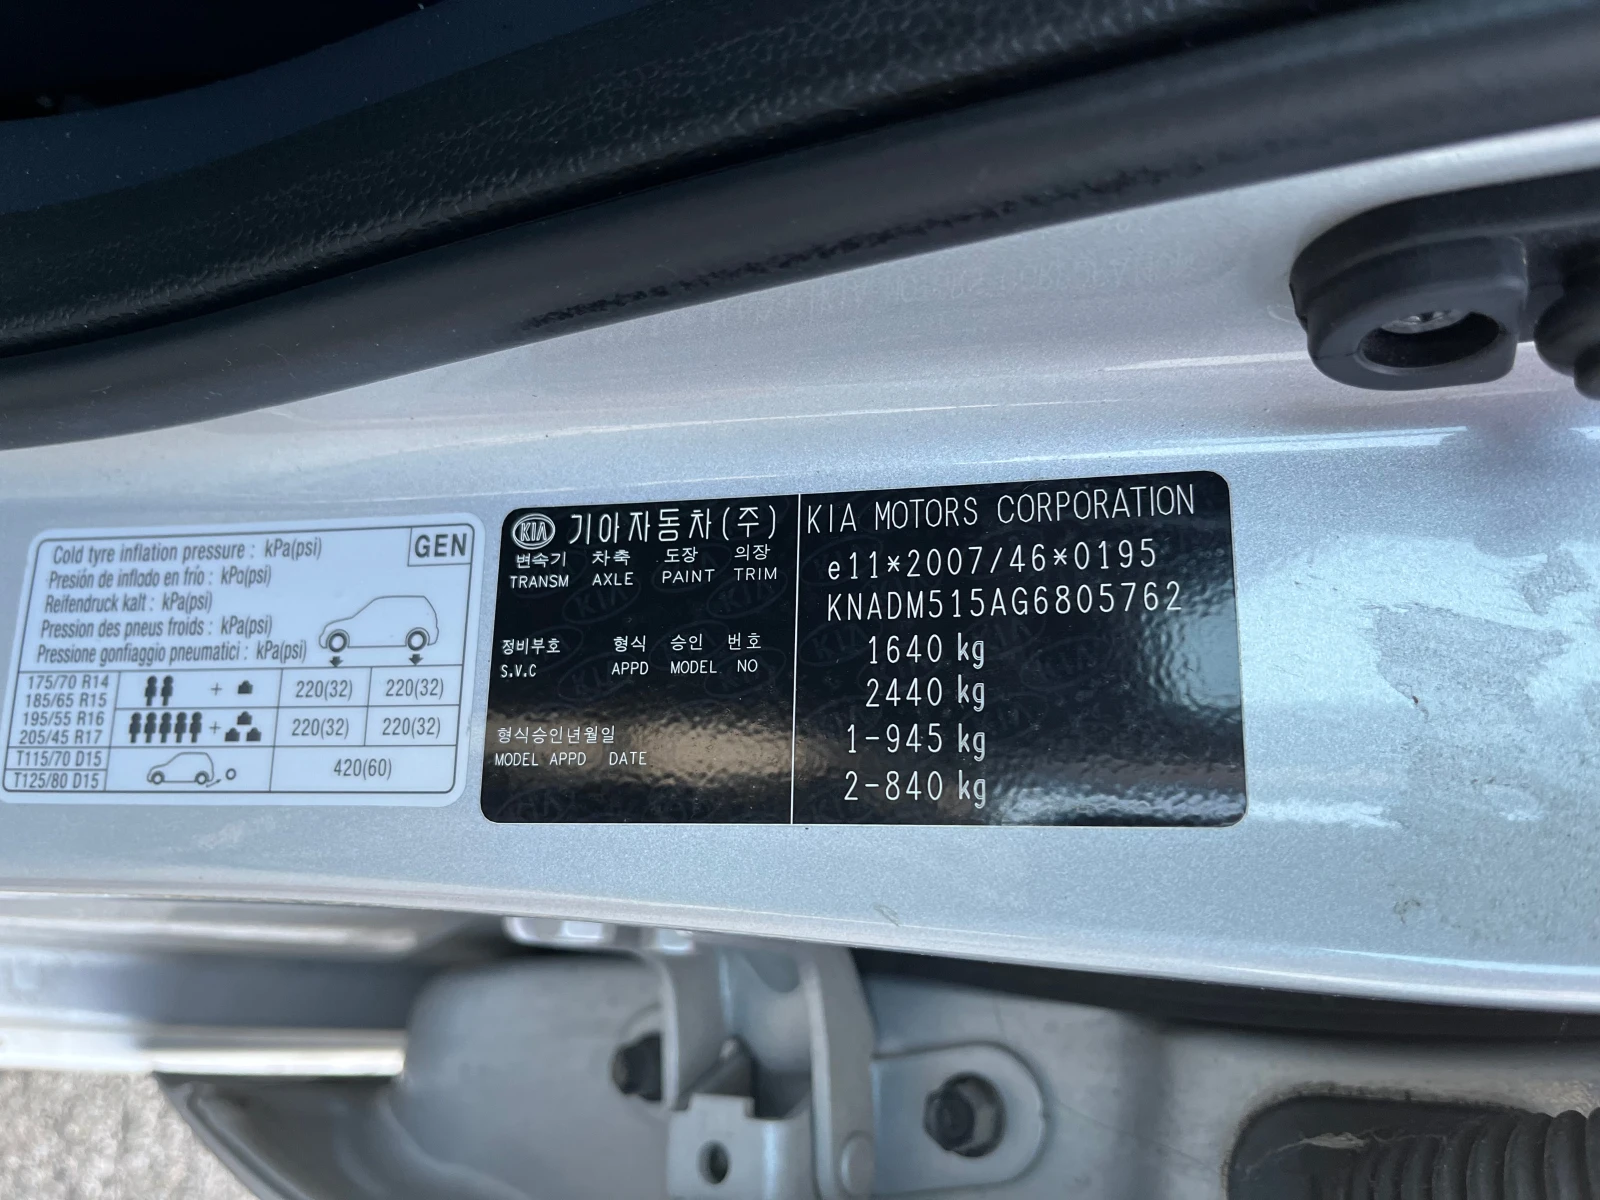 Cold tyre inflation pressure : kPa(psi) GEN
Presión de inflado en frío : kPa(psi)
Reifendruck kalt : kPa(psi)
Pression des pneus froids : kPa(psi)
Pressione gonfiaggio pneumatici : kPa(psi)
175/70 R14
185/65 R15
+ 220(32) 220(32)
195/55 R16
205/45 R17
+ 220(32) 220(32)
T115/70 D15
T125/80 D15
420(60)
KIA 기아자동차(주)
변속기 차축 도장 의장
TRANSM AXLE PAINT TRIM
정비부호 형식 승인 번호
S.V.C APPD MODEL NO
형식승인년월일
MODEL APPD DATE
KIA MOTORS CORPORATION
e11*2007/46*0195
KNADM515AG6805762
1640 kg
2440 kg
1-945 kg
2-840 kg